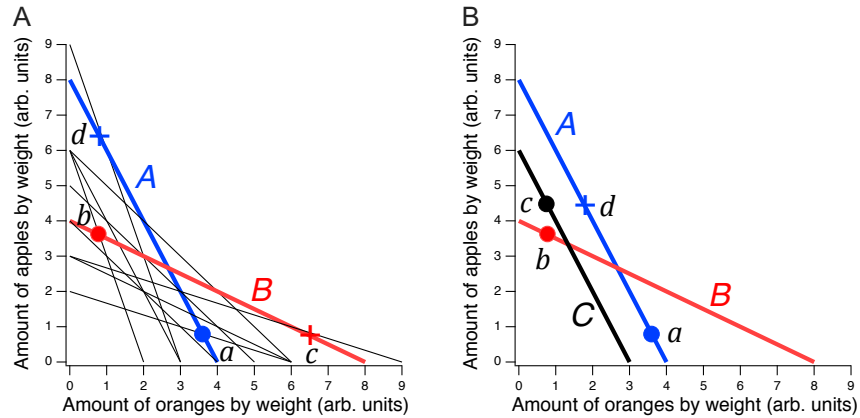 A
Amount of apples by weight (arb. units)
9
8
7
6
5
4
3
2
1
0
d
A
b
B
a
c
0 1 2 3 4 5 6 7 8 9
Amount of oranges by weight (arb. units)
B
Amount of apples by weight (arb. units)
9
8
7
6
5
4
3
2
1
0
A
c
d
b
B
C
a
0 1 2 3 4 5 6 7 8 9
Amount of oranges by weight (arb. units)